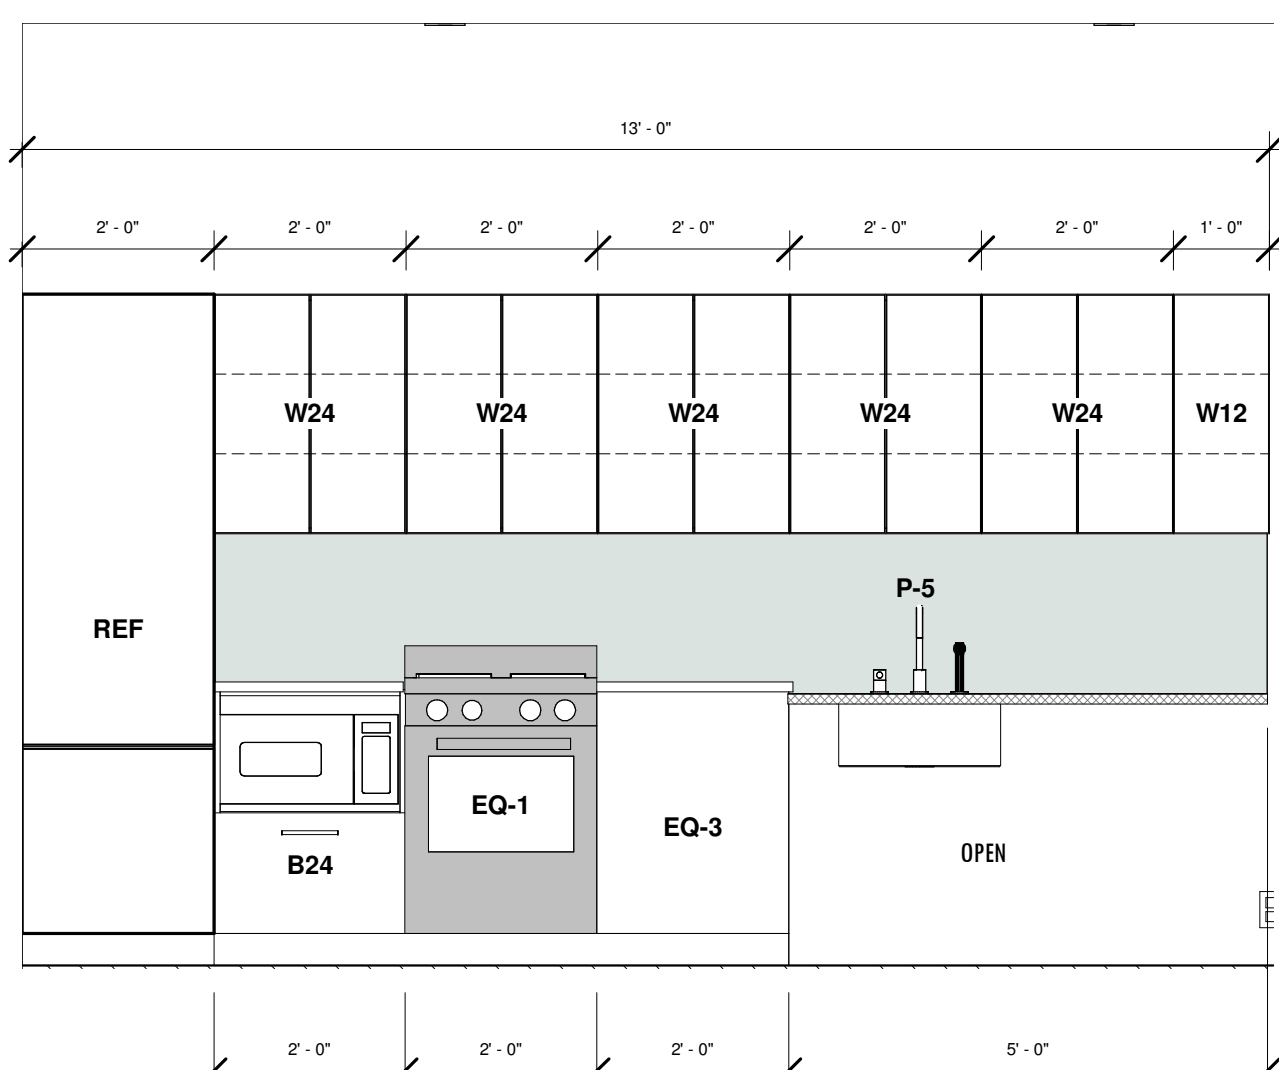 13' - 0"
2' - 0" 2' - 0" 2' - 0" 2' - 0" 2' - 0" 2' - 0" 1' - 0"
W24 W24 W24 W24 W24 W12
P-5
REF
EQ-1
EQ-3
OPEN
B24
2' - 0" 2' - 0" 2' - 0" 5' - 0"